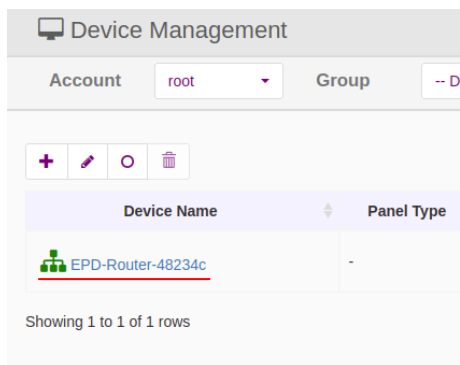 Device Management
Account root Group -- D
Device Name Panel Type
EPD-Router-48234c -
Showing 1 to 1 of 1 rows